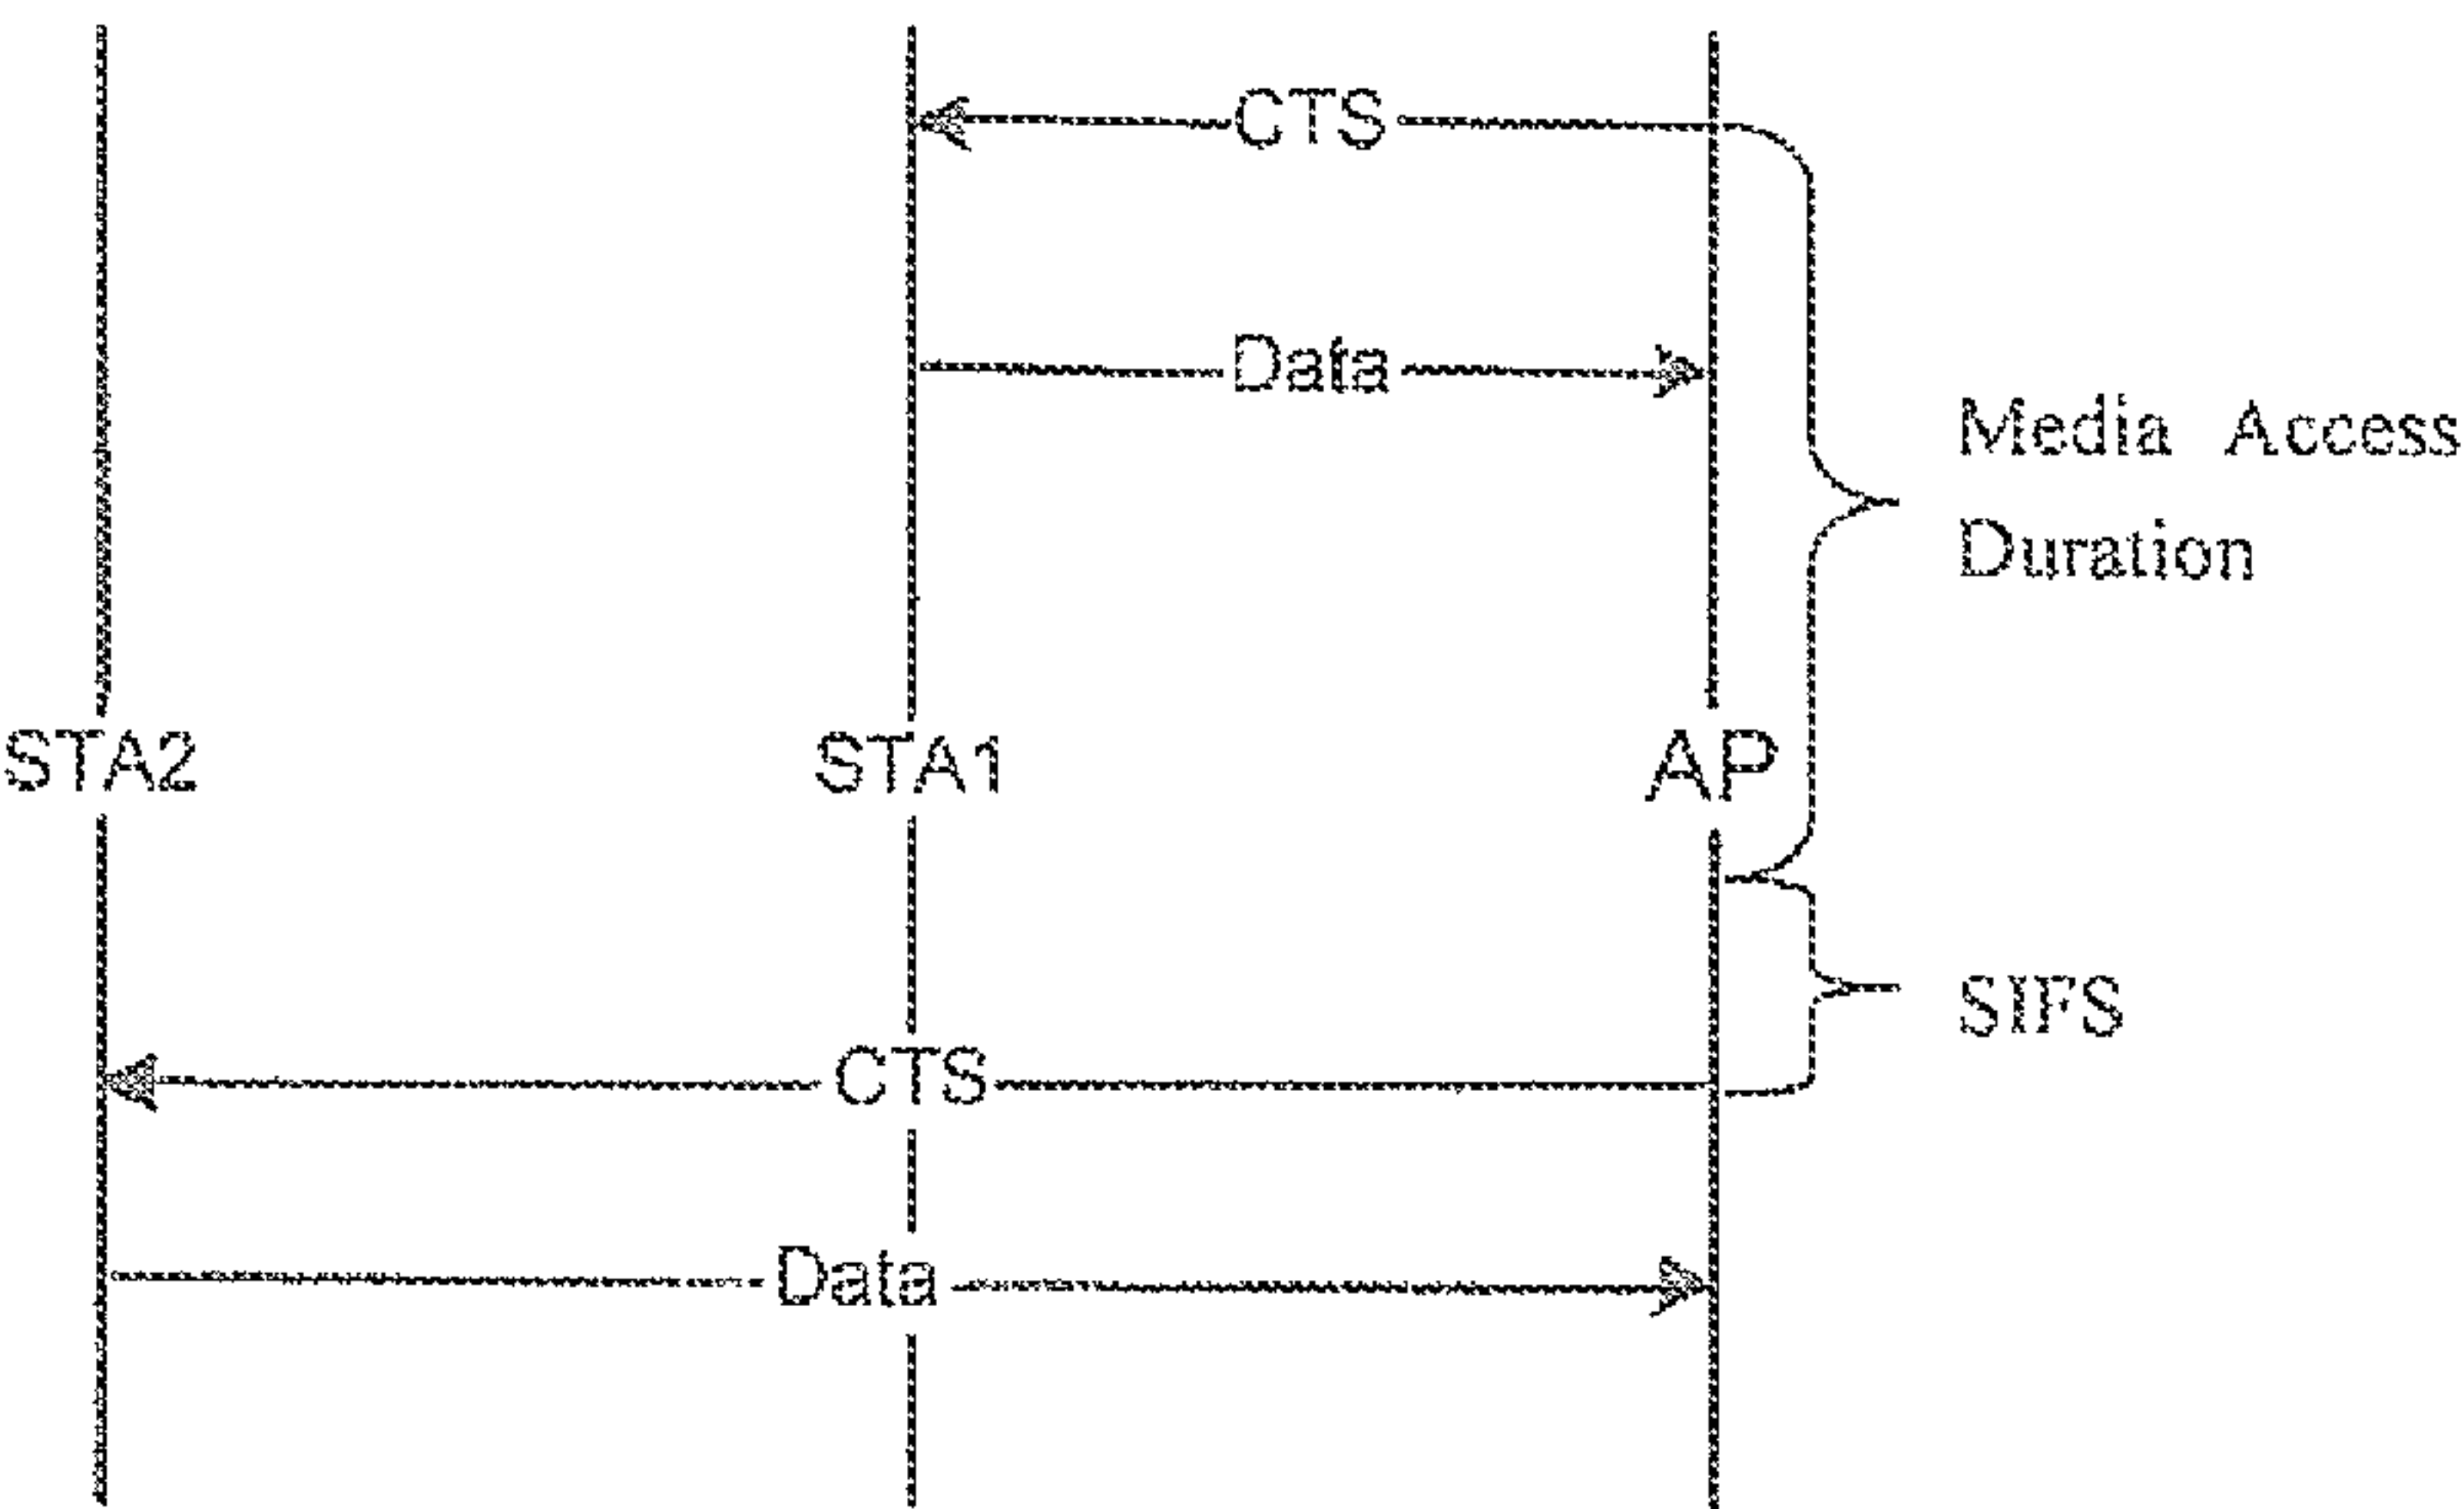 CTS
Data
Media Access
Duration
STA2
STA1
AP
SIFS
CTS
Data